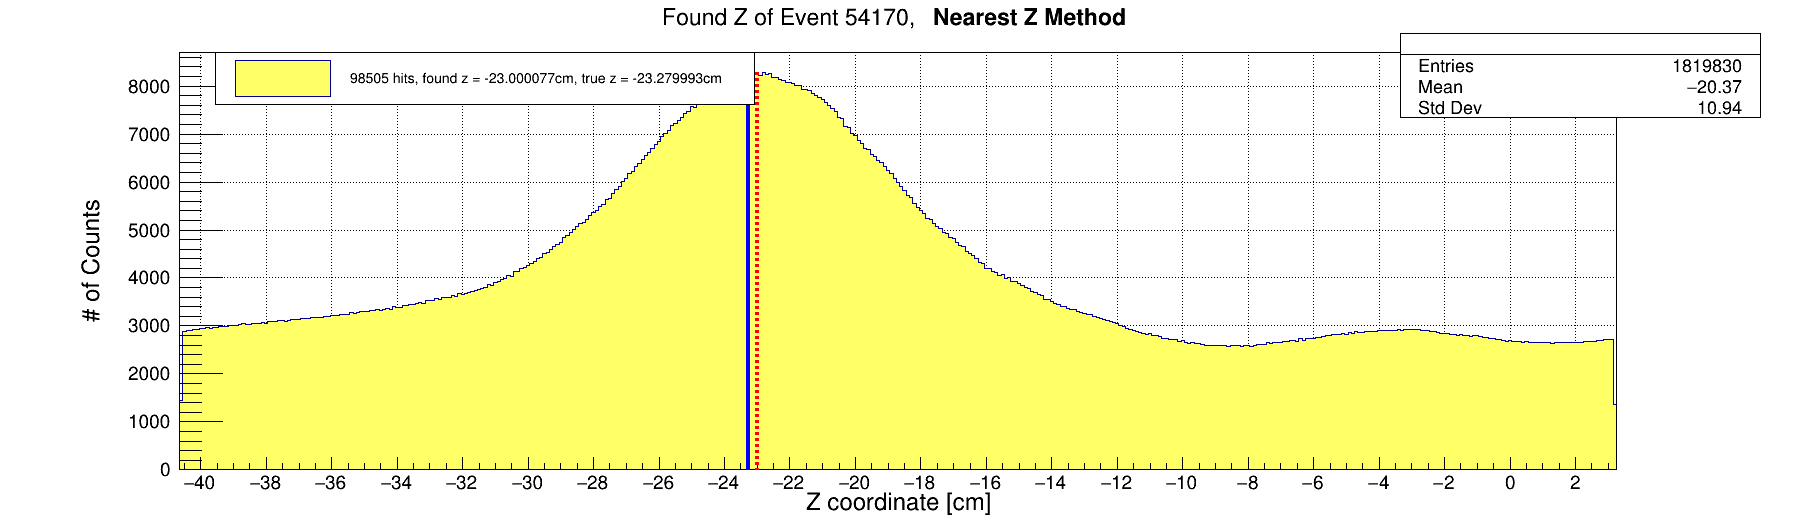 Found Z of Event 54170, Nearest Z Method
98505 hits, found z = -23.000077cm, true z = -23.279993cm
Entries 1819830
Mean −20.37
Std Dev 10.94
# of Counts
8000
7000
6000
5000
4000
3000
2000
1000
0
−40 −38 −36 −34 −32 −30 −28 −26 −24 −22 −20 −18 −16 −14 −12 −10 −8 −6 −4 −2 0 2
Z coordinate [cm]